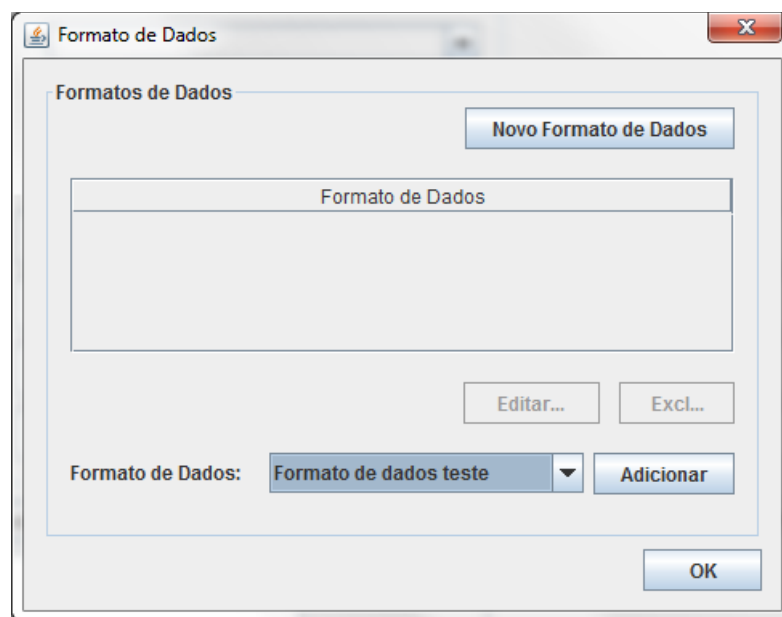 Formato de Dados
Formatos de Dados
Novo Formato de Dados
Formato de Dados
Editar...
Excl...
Formato de Dados:
Formato de dados teste
Adicionar
OK